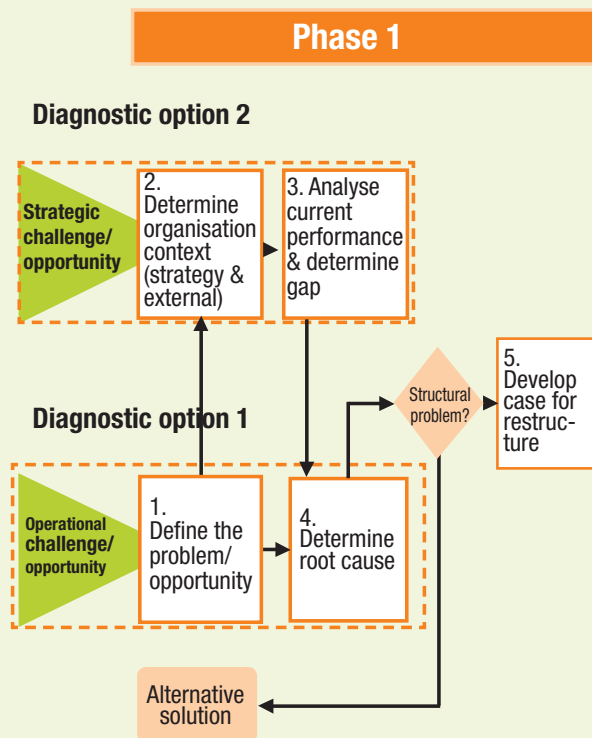 Phase 1
Diagnostic option 2
Strategic
challenge/
opportunity
2.
Determine
organisation
context
(strategy &
external)
3. Analyse
current
performance
& determine
gap
Structural
problem?
5.
Develop
case for
restruc-
ture
Diagnostic option 1
Operational
challenge/
opportunity
1.
Define the
problem/
opportunity
4.
Determine
root cause
Alternative
solution